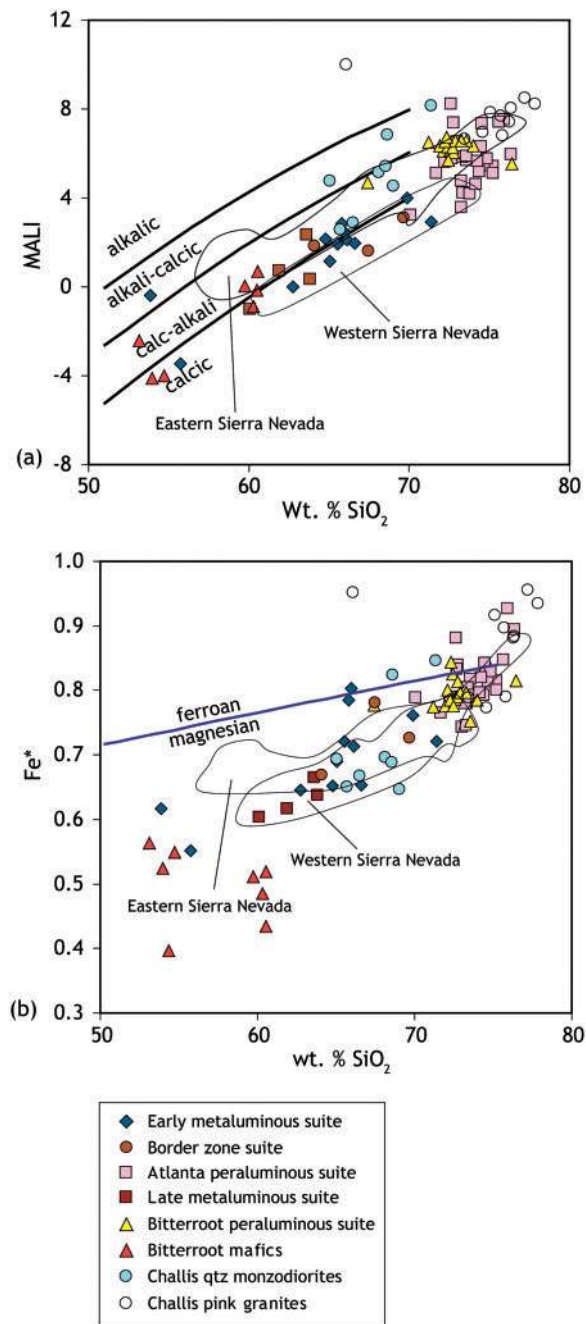 12
8
4
0
-4
-8
MALI
alkalic
alkali-calcic
calc-alkali
calcic
Western Sierra Nevada
Eastern Sierra Nevada
(a)
50
60
70
80
Wt. % SiO2
1.0
0.9
0.8
0.7
0.6
0.5
0.4
0.3
Fe*
ferroan
magnesian
Western Sierra Nevada
Eastern Sierra Nevada
(b)
50
60
70
80
wt. % SiO2
Early metaluminous suite
Border zone suite
Atlanta peraluminous suite
Late metaluminous suite
Bitterroot peraluminous suite
Bitterroot mafics
Challis qtz monzodiorites
Challis pink granites